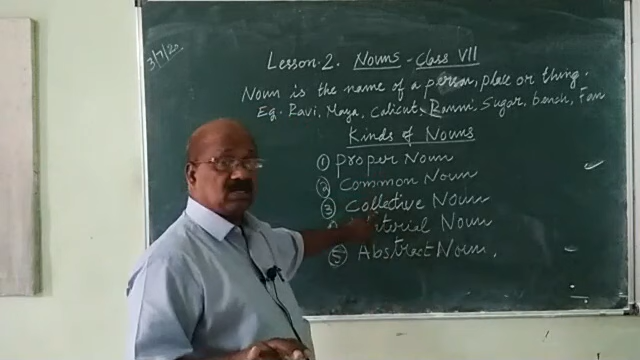 3/7/20
Lesson-2. Nouns - Class VII
Noun is the name of a person, place or thing.
Eg. Ravi, Maya, Calicut, Ranni, Sugar, bench, Fan
Kinds of Nouns
① Proper Noun
② Common Noun
③ Collective Noun
Noun
⑤ Abstract Noun.